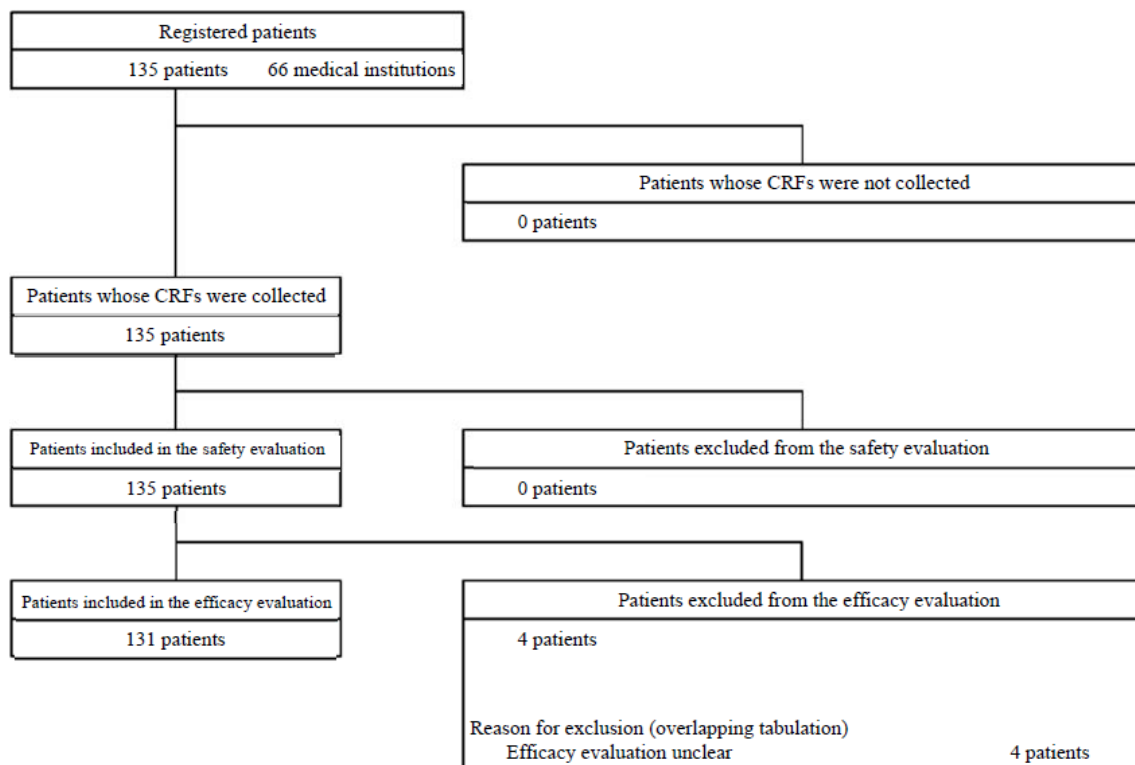 Registered patients
135 patients 66 medical institutions
Patients whose CRFs were not collected
0 patients
Patients whose CRFs were collected
135 patients
Patients included in the safety evaluation
135 patients
Patients excluded from the safety evaluation
0 patients
Patients included in the efficacy evaluation
131 patients
Patients excluded from the efficacy evaluation
4 patients
Reason for exclusion (overlapping tabulation)
Efficacy evaluation unclear 4 patients